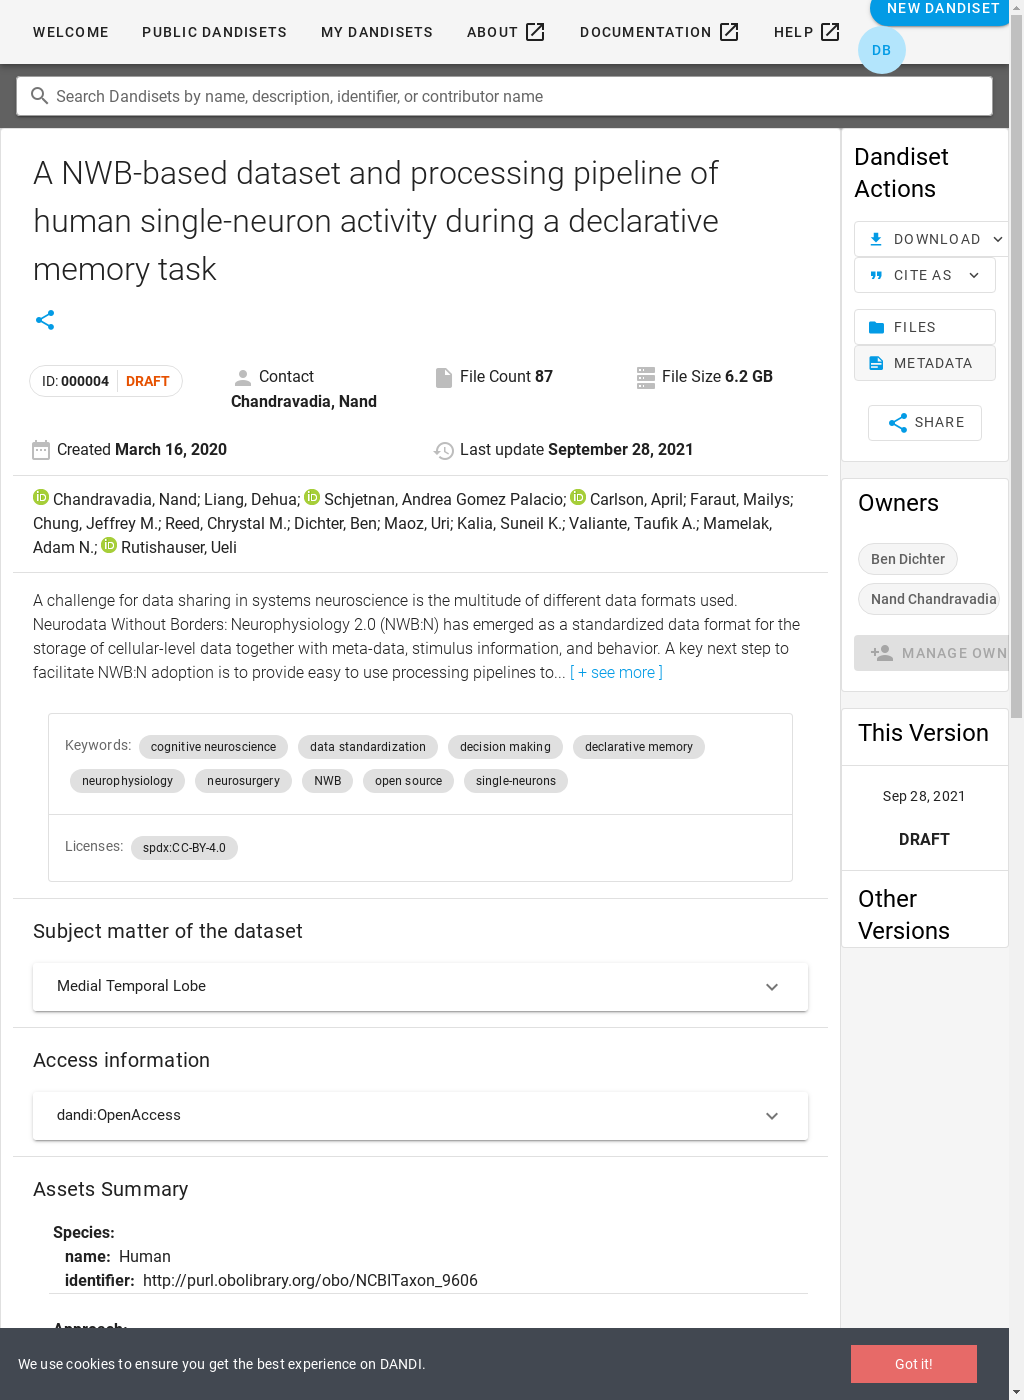 WELCOME PUBLIC DANDISETS MY DANDISETS ABOUT DOCUMENTATION HELP NEW DANDISET
DB
Search Dandisets by name, description, identifier, or contributor name
A NWB-based dataset and processing pipeline of
human single-neuron activity during a declarative
memory task
ID: 000004 DRAFT
Contact
Chandravadia, Nand
File Count 87
File Size 6.2 GB
Created March 16, 2020
Last update September 28, 2021
iD Chandravadia, Nand; Liang, Dehua; iD Schjetnan, Andrea Gomez Palacio; iD Carlson, April; Faraut, Mailys;
Chung, Jeffrey M.; Reed, Chrystal M.; Dichter, Ben; Maoz, Uri; Kalia, Suneil K.; Valiante, Taufik A.; Mamelak,
Adam N.; iD Rutishauser, Ueli
A challenge for data sharing in systems neuroscience is the multitude of different data formats used.
Neurodata Without Borders: Neurophysiology 2.0 (NWB:N) has emerged as a standardized data format for the
storage of cellular-level data together with meta-data, stimulus information, and behavior. A key next step to
facilitate NWB:N adoption is to provide easy to use processing pipelines to... [ + see more ]
Keywords: cognitive neuroscience data standardization decision making declarative memory
neurophysiology neurosurgery NWB open source single-neurons
Licenses: spdx:CC-BY-4.0
Subject matter of the dataset
Medial Temporal Lobe
Access information
dandi:OpenAccess
Assets Summary
Species:
name: Human
identifier: http://purl.obolibrary.org/obo/NCBITaxon_9606
Approach:
Dandiset
Actions
DOWNLOAD
CITE AS
FILES
METADATA
SHARE
Owners
Ben Dichter
Nand Chandravadia
MANAGE OWN
This Version
Sep 28, 2021
DRAFT
Other
Versions
We use cookies to ensure you get the best experience on DANDI.
Got it!